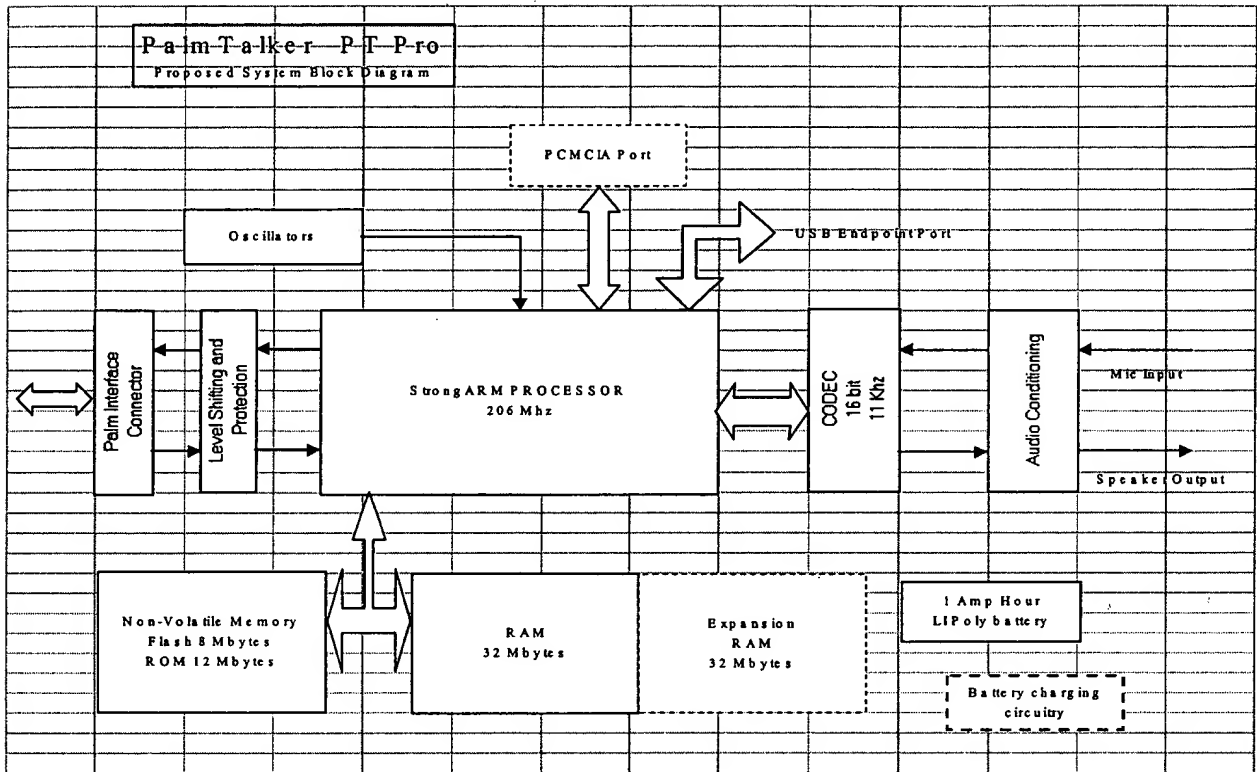 PalmTalker PT Pro
Proposed System Block Diagram
PCMCIA Port
Oscillators
USB Endpoint Port
Palm Interface
Connector
Level Shifting and
Protection
StrongARM PROCESSOR
206 Mhz
CODEC
16 bit
11 Khz
Audio Conditioning
Mic Input
Speaker Output
Non-Volatile Memory
Flash 8 Mbytes
ROM 12 Mbytes
RAM
32 Mbytes
Expansion
RAM
32 Mbytes
1 Amp Hour
LIPoly battery
Battery charging
circuitry